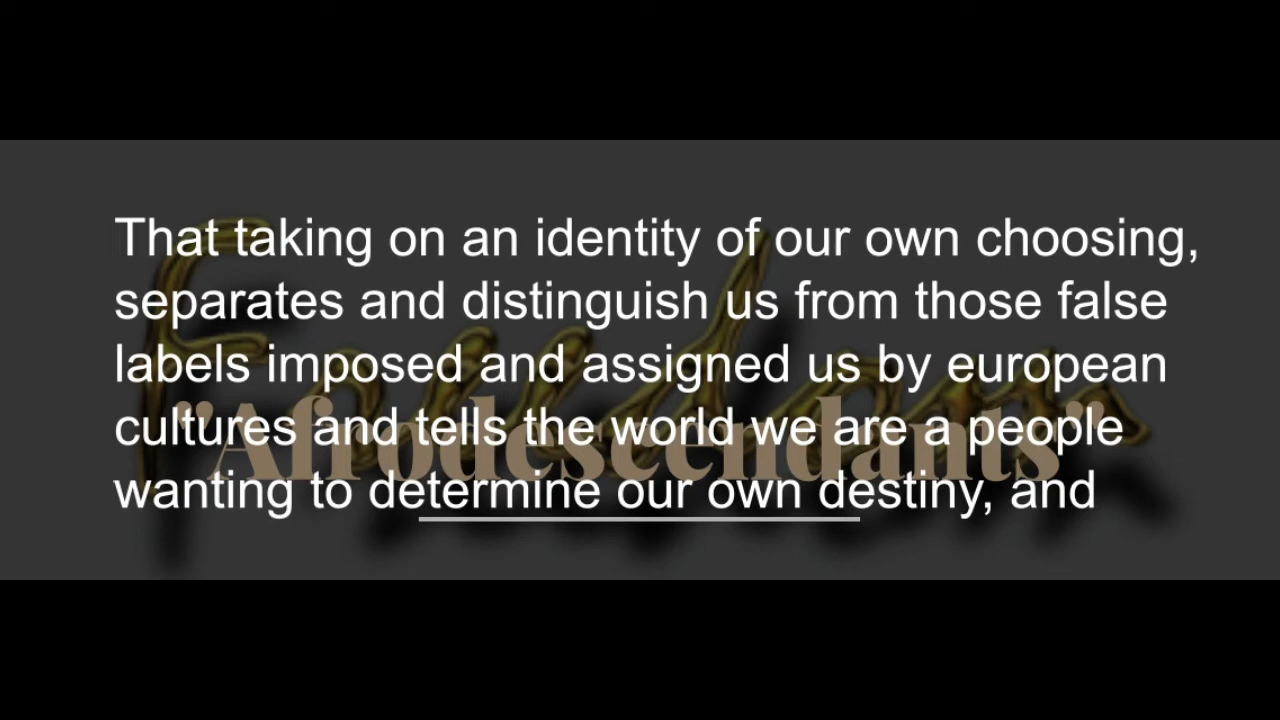 That taking on an identity of our own choosing,
separates and distinguish us from those false
labels imposed and assigned us by european
cultures and tells the world we are a people
wanting to determine our own destiny, and
"Afrodescendants"